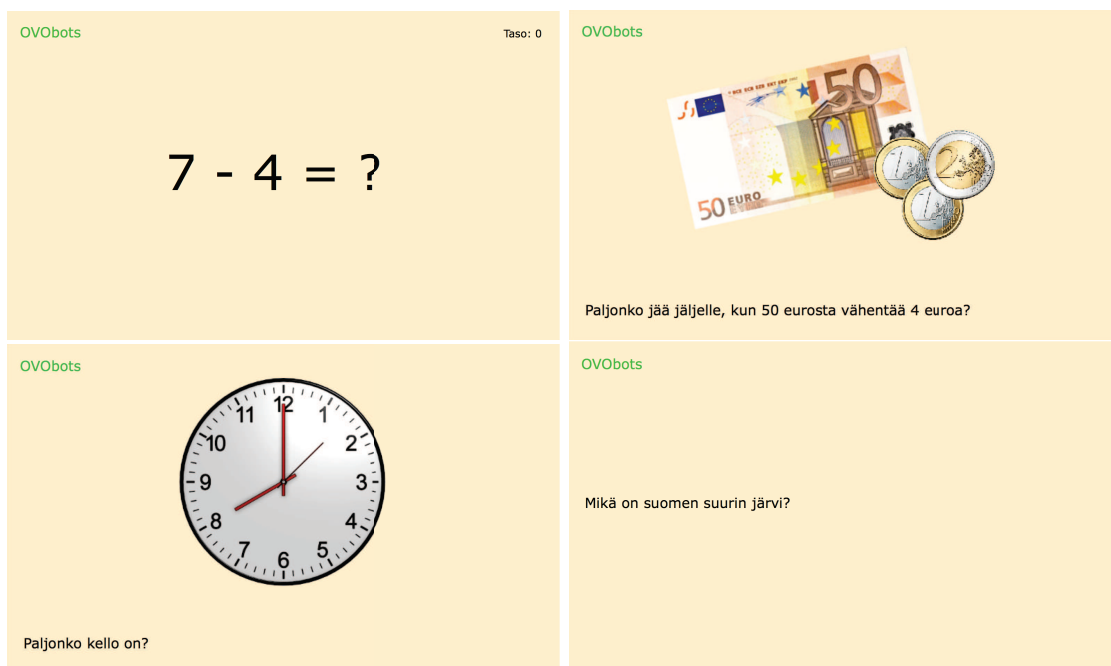 OVObots
Taso: 0
7 - 4 = ?
OVObots
50
50 EURO
Paljonko jää jäljelle, kun 50 eurosta vähentää 4 euroa?
OVObots
12
11
1
10
2
9
3
8
4
7
5
6
Paljonko kello on?
OVObots
Mikä on suomen suurin järvi?